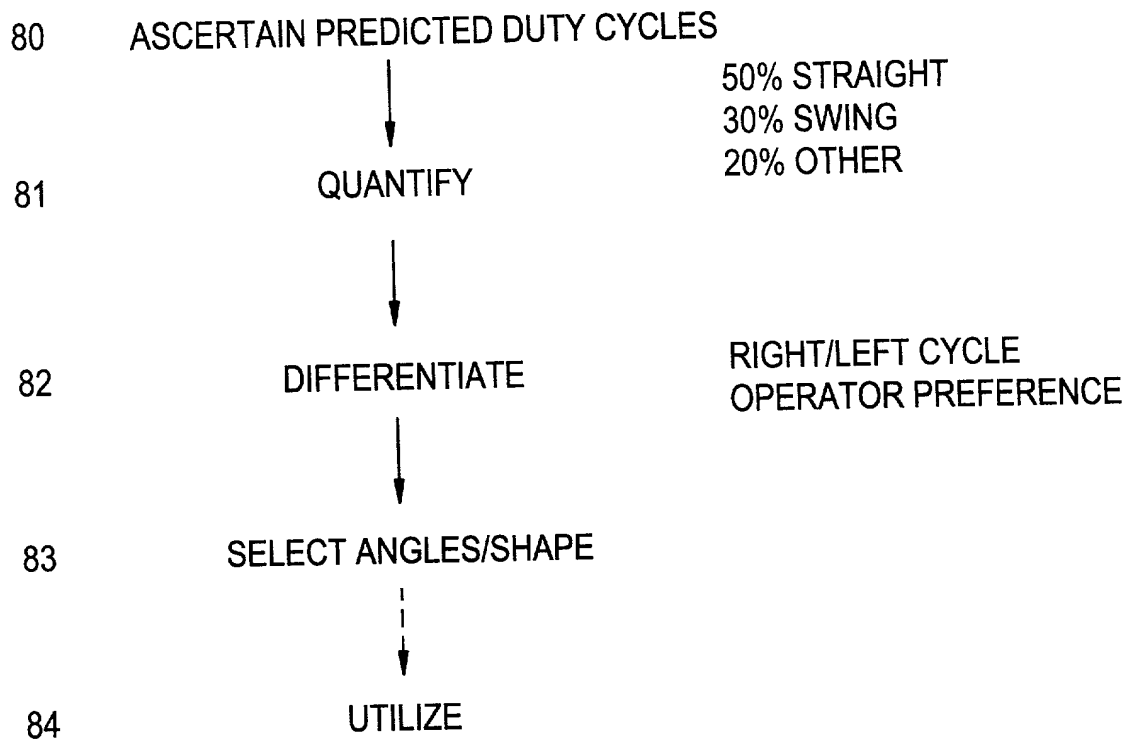 80 ASCERTAIN PREDICTED DUTY CYCLES
50% STRAIGHT
30% SWING
20% OTHER
81 QUANTIFY
82 DIFFERENTIATE
RIGHT/LEFT CYCLE
OPERATOR PREFERENCE
83 SELECT ANGLES/SHAPE
84 UTILIZE